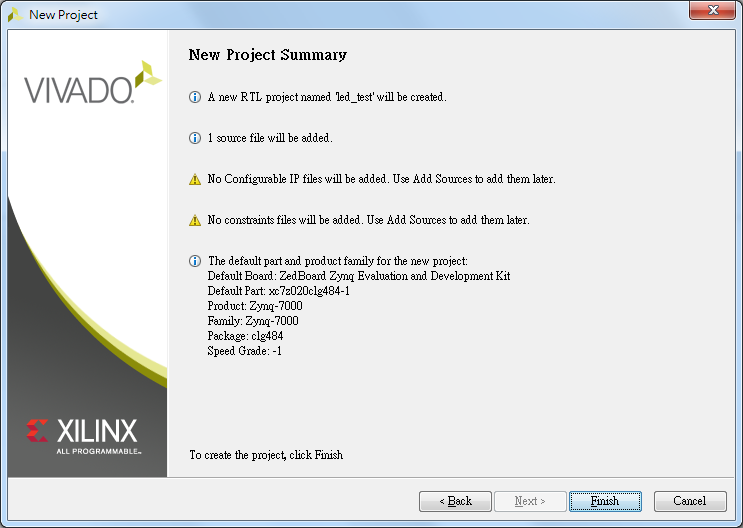 New Project
VIVADO.
New Project Summary
A new RTL project named 'led_test' will be created.
1 source file will be added.
No Configurable IP files will be added. Use Add Sources to add them later.
No constraints files will be added. Use Add Sources to add them later.
The default part and product family for the new project:
Default Board: ZedBoard Zynq Evaluation and Development Kit
Default Part: xc7z020clg484-1
Product: Zynq-7000
Family: Zynq-7000
Package: clg484
Speed Grade: -1
XILINX
ALL PROGRAMMABLE™
To create the project, click Finish
< Back
Next >
Finish
Cancel